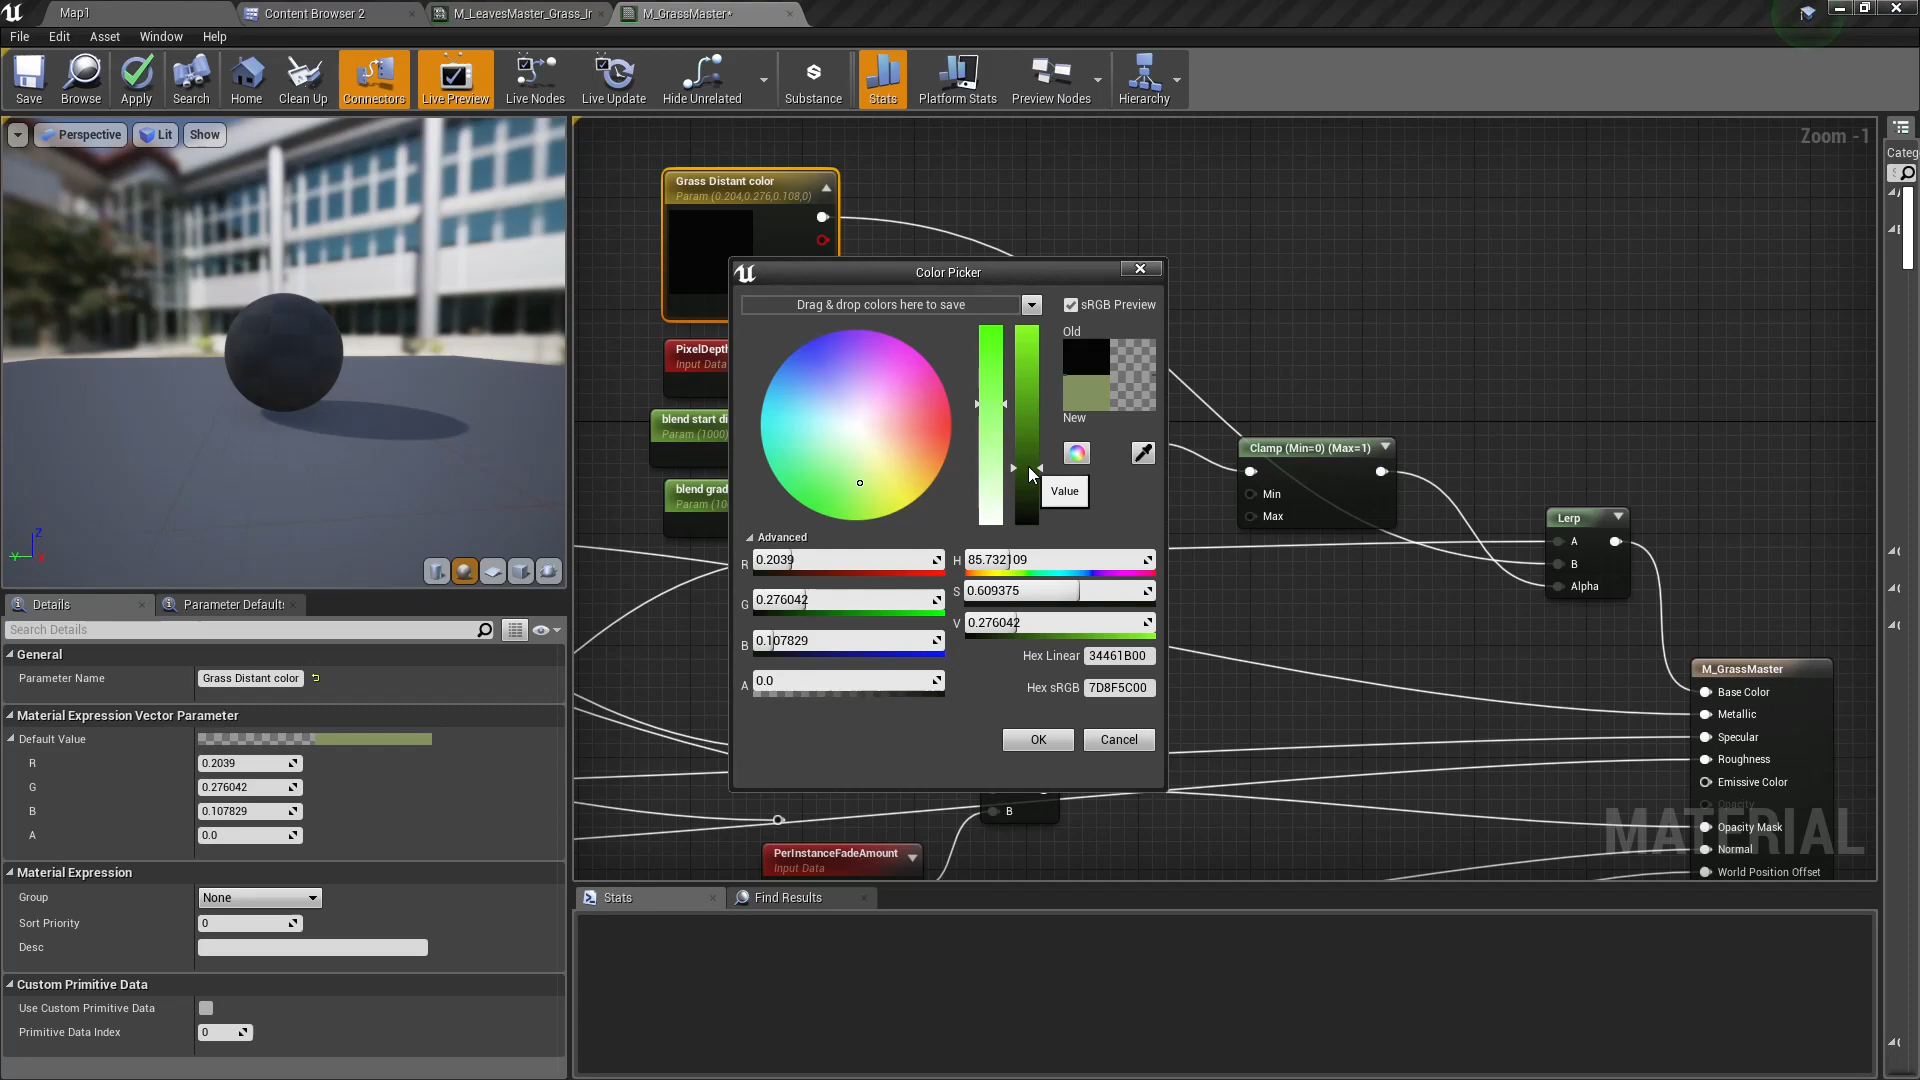 Map1
Content Browser 2
M_LeavesMaster_Grass_Ir
M_GrassMaster*
File
Edit
Asset
Window
Help
Save
Browse
Apply
Search
Home
Clean Up
Connectors
Live Preview
Live Nodes
Live Update
Hide Unrelated
Substance
Stats
Platform Stats
Preview Nodes
Hierarchy
Perspective
Lit
Show
Zoom -1
Categ
Grass Distant color
Param (0.204,0.276,0.108,0)
PixelDepth
Input Data
blend start di
Param (1000)
blend grad
Param (10
Color Picker
Drag & drop colors here to save
sRGB Preview
Old
New
Value
Advanced
R 0.2039
G 0.276042
B 0.107829
A 0.0
H 85.732109
S 0.609375
V 0.276042
Hex Linear 34461B00
Hex sRGB 7D8F5C00
OK
Cancel
Clamp (Min=0) (Max=1)
Min
Max
Lerp
A
B
Alpha
M_GrassMaster
Base Color
Metallic
Specular
Roughness
Emissive Color
Opacity
Opacity Mask
Normal
World Position Offset
MATERIAL
B
PerInstanceFadeAmount
Input Data
Z
Y
X
Details
Parameter Defaults
Search Details
General
Parameter Name
Grass Distant color
Material Expression Vector Parameter
Default Value
R 0.2039
G 0.276042
B 0.107829
A 0.0
Material Expression
Group
None
Sort Priority
0
Desc
Custom Primitive Data
Use Custom Primitive Data
Primitive Data Index
0
Stats
Find Results